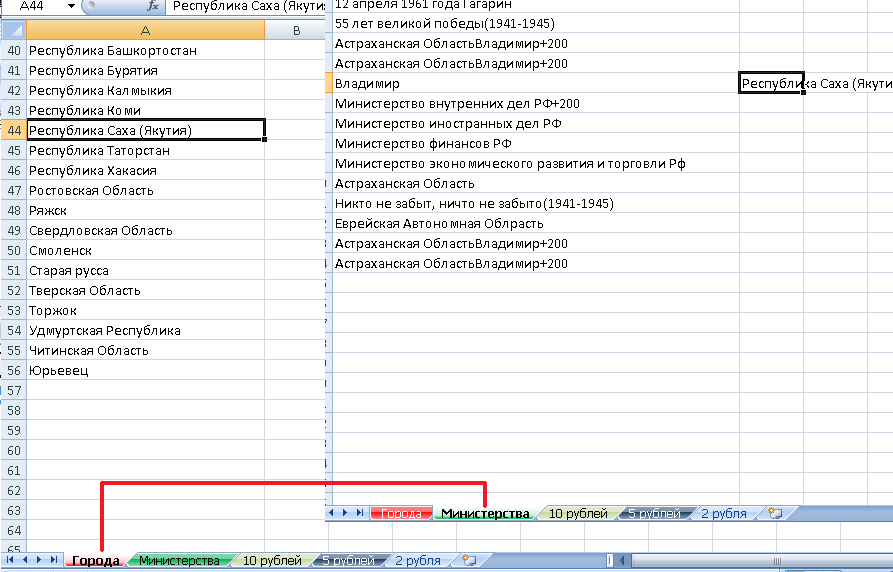 A44
Республика Саха (Якути
A
B
40 Республика Башкортостан
41 Республика Бурятия
42 Республика Калмыкия
43 Республика Коми
44 Республика Саха (Якутия)
45 Республика Таторстан
46 Республика Хакасия
47 Ростовская Область
48 Ряжск
49 Свердловская Область
50 Смоленск
51 Старая русса
52 Тверская Область
53 Торжок
54 Удмуртская Республика
55 Читинская Область
56 Юрьевец
57
58
59
60
61
62
63
64
65
Города Министерства 10 рублей 5 рублей 2 рубля
12 апреля 1961 года Гагарин
55 лет великой победы(1941-1945)
Астраханская ОбластьВладимир+200
Астраханская ОбластьВладимир+200
Владимир Республика Саха (Якути
Министерство внутренних дел РФ+200
Министерство иностранных дел РФ
Министерство финансов РФ
Министерство экономического развития и торговли Рф
Астраханская Область
Никто не забыт, ничто не забыто(1941-1945)
Еврейская Автономная Облрасть
Астраханская ОбластьВладимир+200
Астраханская ОбластьВладимир+200
Города Министерства 10 рублей 5 рублей 2 рубля